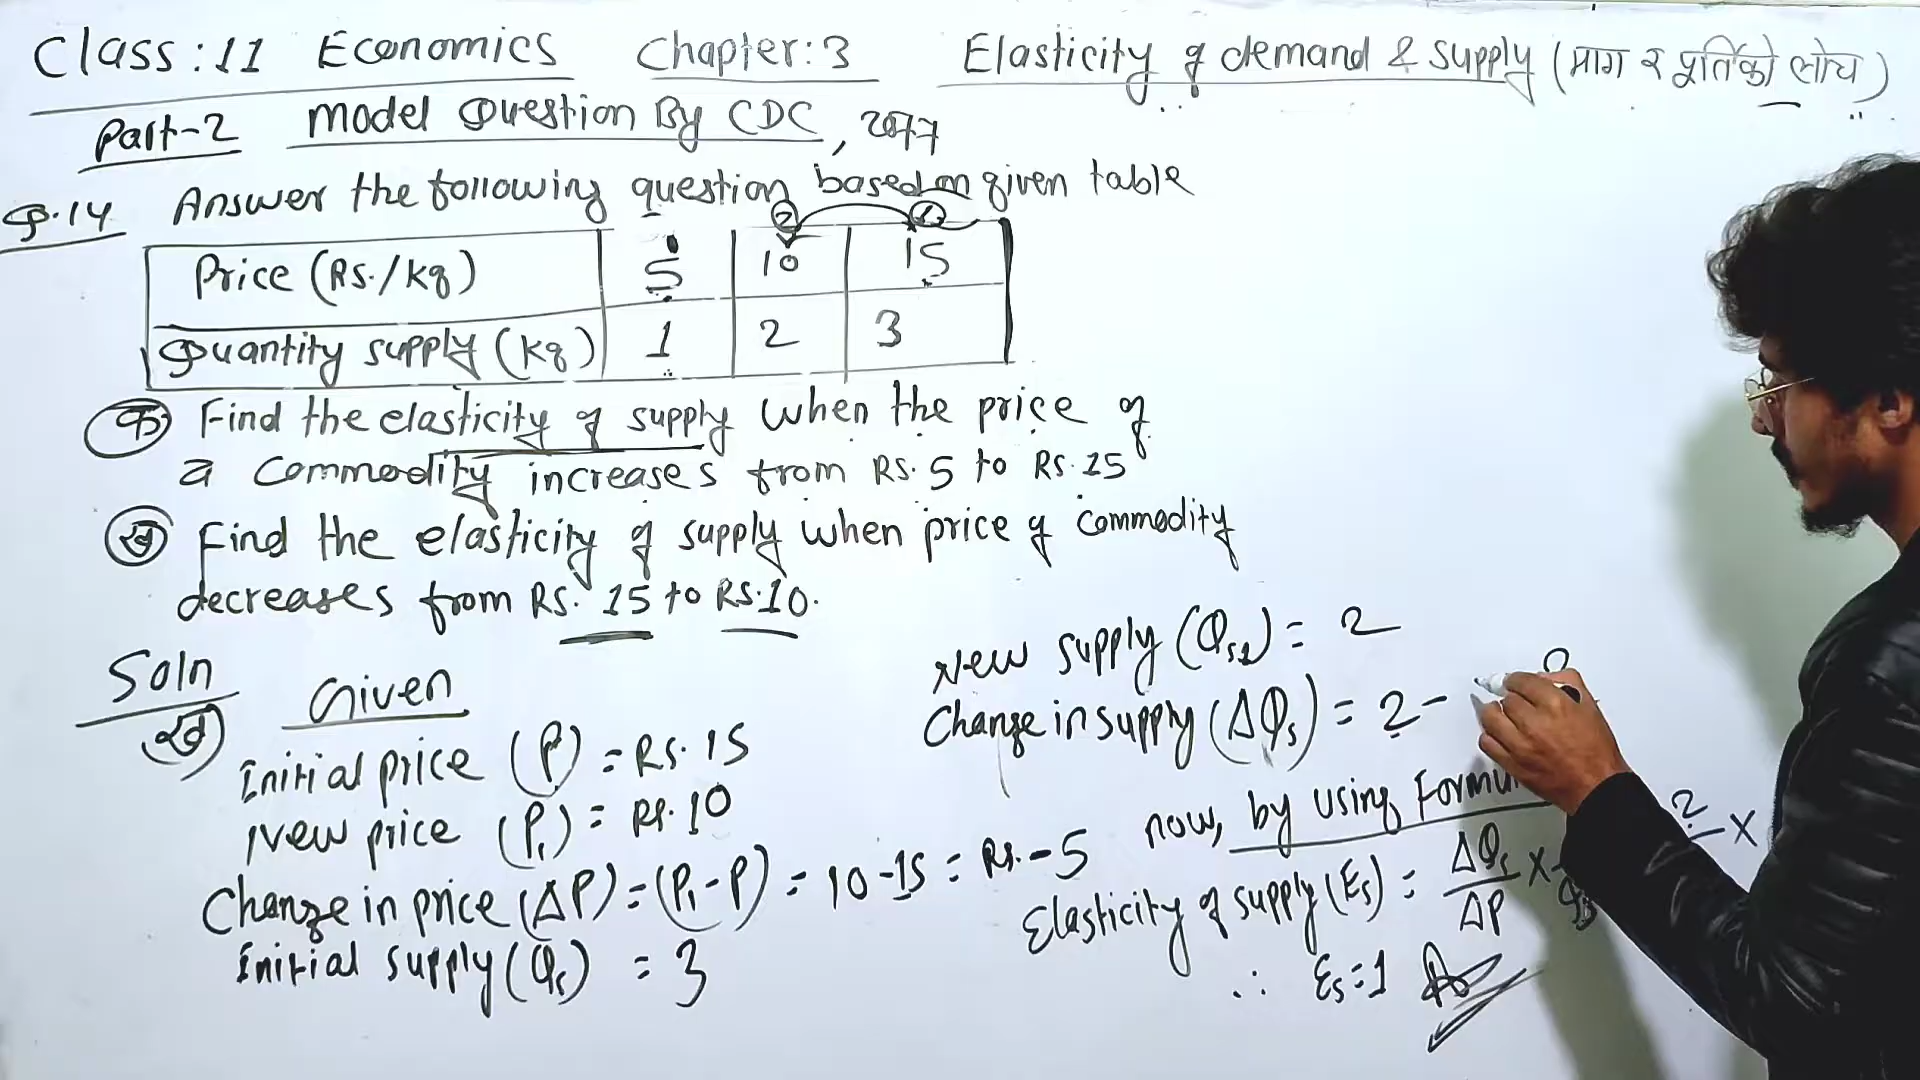 Class:11 Economics Chapter:3 Elasticity of demand & supply (माग र पूर्तिको लोच)
Part-2 Model Question By CDC, 2077
Q.14 Answer the following question based on given table
2 1
Price (Rs./kg) 5 10 15
Quantity supply (kg) 1 2 3
क Find the elasticity of supply when the price of
a commodity increases from Rs. 5 to Rs. 15
ख Find the elasticity of supply when price of commodity
decreases from Rs. 15 to Rs. 10.
Soln Given
ख
Initial price (P) = Rs. 15
New price (P₁) = Rs. 10
Change in price (ΔP) = (P₁-P) = 10-15 = Rs. -5
Initial supply (Qs) = 3
New supply (Qs1) = 2
Change in supply (ΔQs) = 2 -
now, by using Formu
Elasticity of supply (Es) = ΔQs/ΔP ×
2 ×
∴ Es = 1